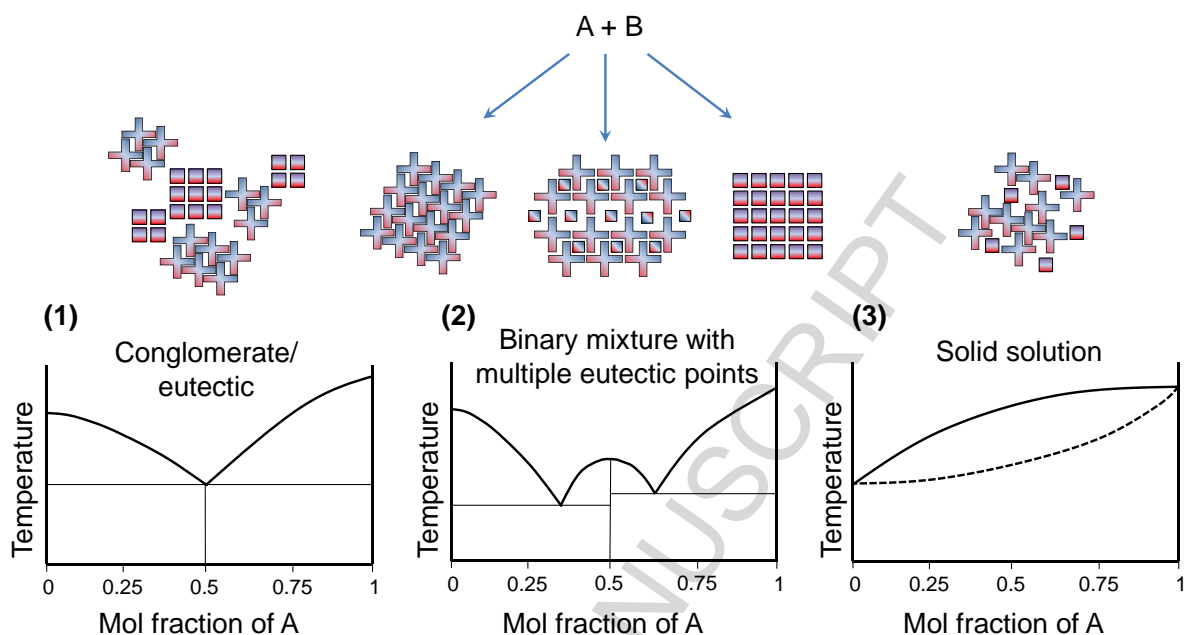 A + B
(1)
Conglomerate/
eutectic
Temperature
0 0.25 0.5 0.75 1
Mol fraction of A
(2)
Binary mixture with
multiple eutectic points
Temperature
0 0.25 0.5 0.75 1
Mol fraction of A
(3)
Solid solution
Temperature
0 0.25 0.5 0.75 1
Mol fraction of A
NUSCRIPT